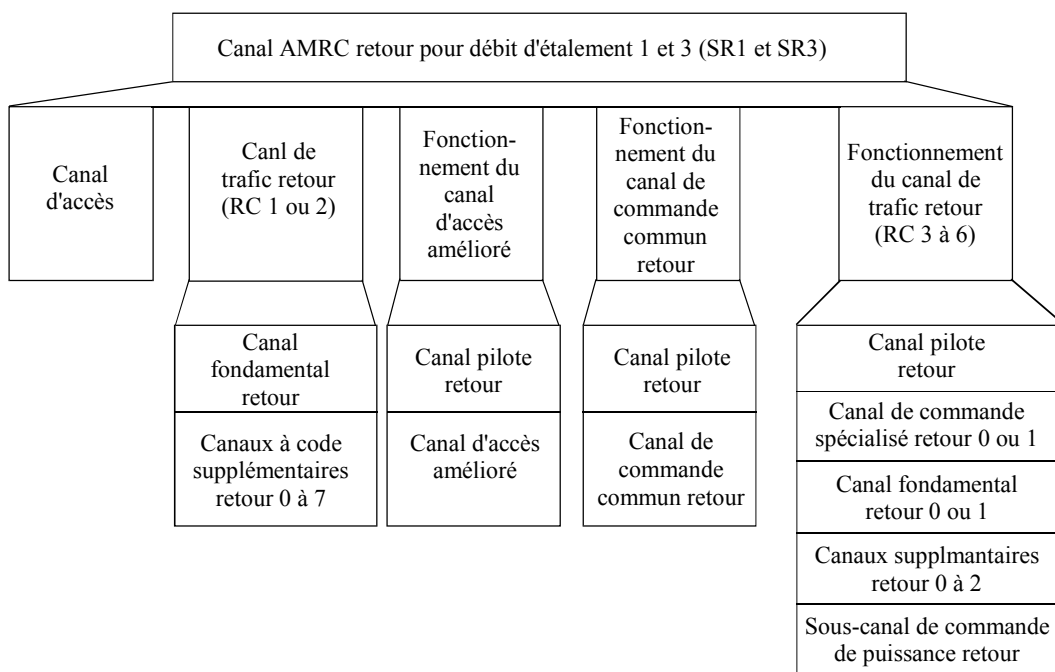 Canal AMRC retour pour débit d'étalement 1 et 3 (SR1 et SR3)
Canal
d'accès
Canl de
trafic retour
(RC 1 ou 2)
Fonction-
nement du
canal
d'accès
amélioré
Fonction-
nement du
canal de
commande
commun
retour
Fonctionnement
du canal de
trafic retour
(RC 3 à 6)
Canal
fondamental
retour
Canaux à code
supplémentaires
retour 0 à 7
Canal pilote
retour
Canal d'accès
amélioré
Canal pilote
retour
Canal de
commande
commun retour
Canal pilote
retour
Canal de commande
spécialisé retour 0 ou 1
Canal fondamental
retour 0 ou 1
Canaux supplmantaires
retour 0 à 2
Sous-canal de commande
de puissance retour